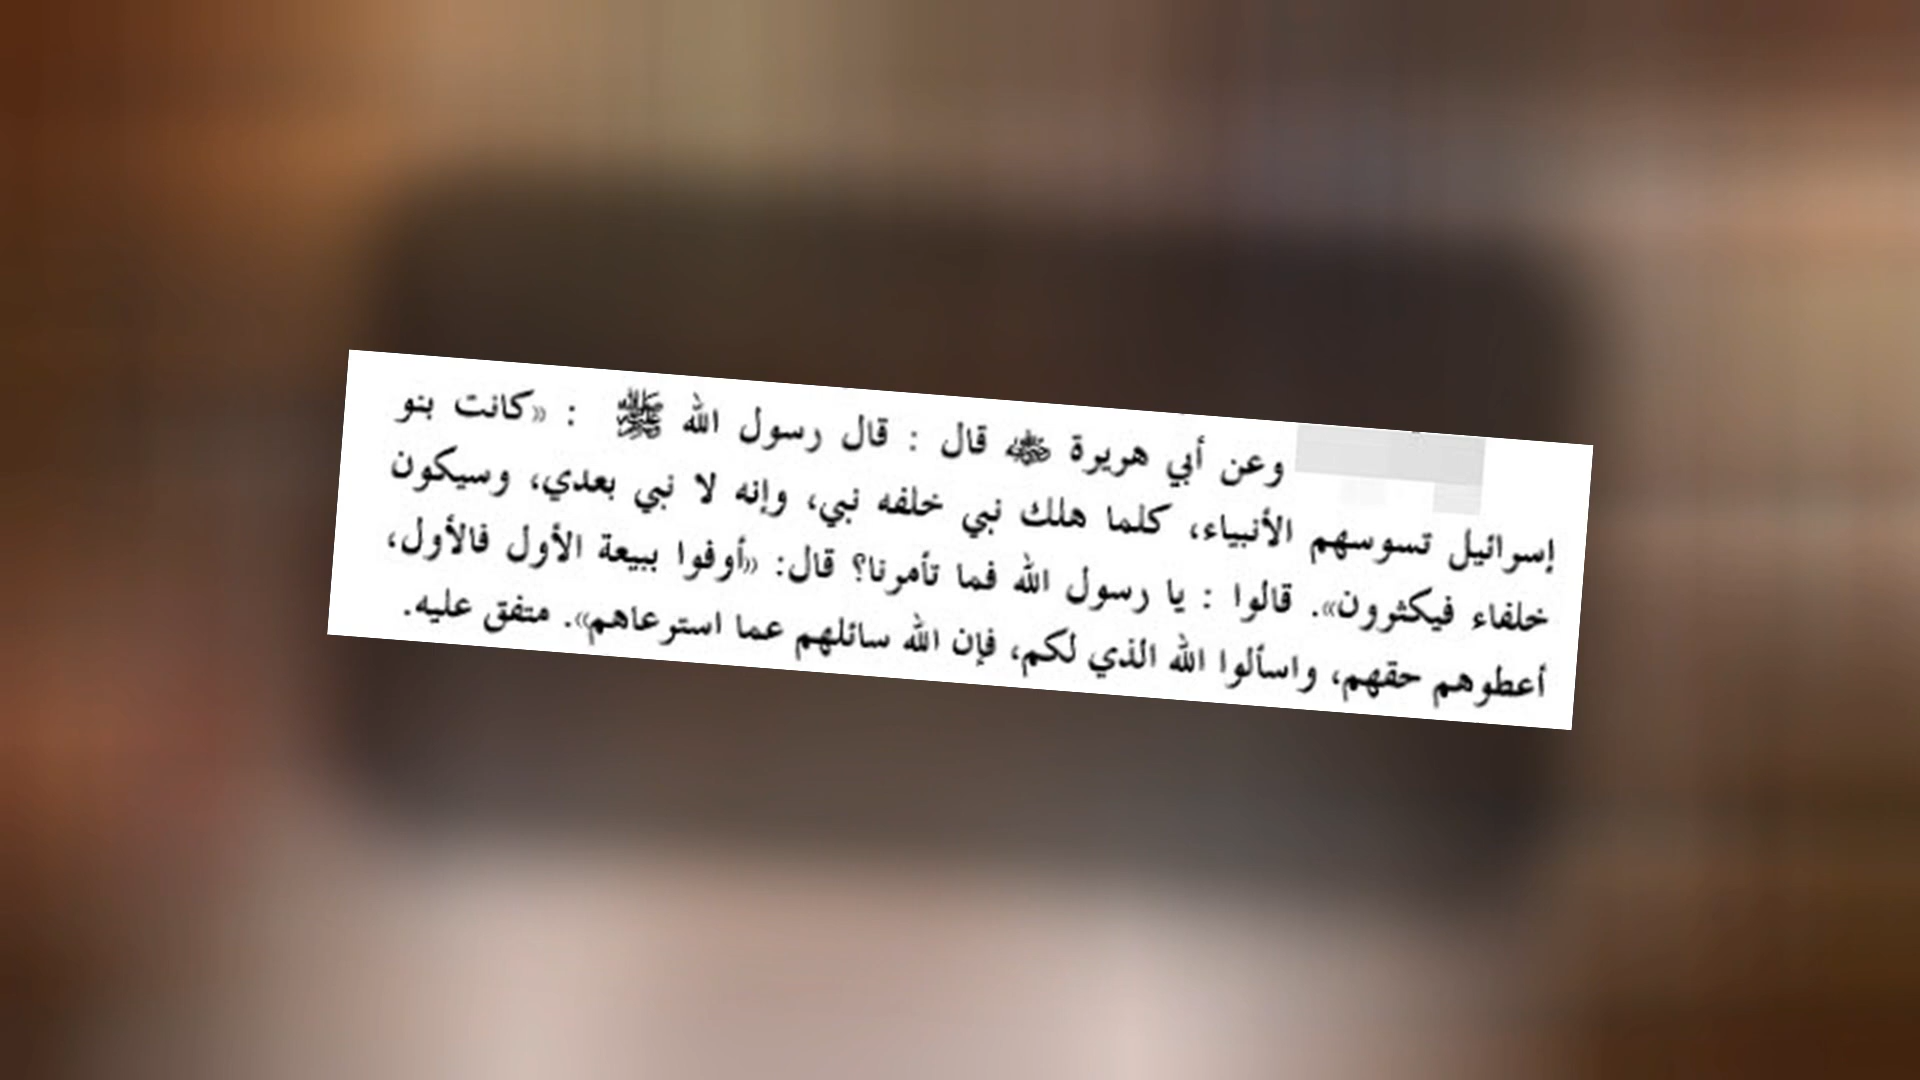 وعن أبي هريرة ﷺ قال : قال رسول الله ﷺ : «كانت بنو
إسرائيل تسوسهم الأنبياء، كلما هلك نبي خلفه نبي، وإنه لا نبي بعدي، وسيكون
خلفاء فيكثرون». قالوا : يا رسول الله فما تأمرنا؟ قال: «أوفوا ببيعة الأول فالأول،
أعطوهم حقهم، واسألوا الله الذي لكم، فإن الله سائلهم عما استرعاهم». متفق عليه.